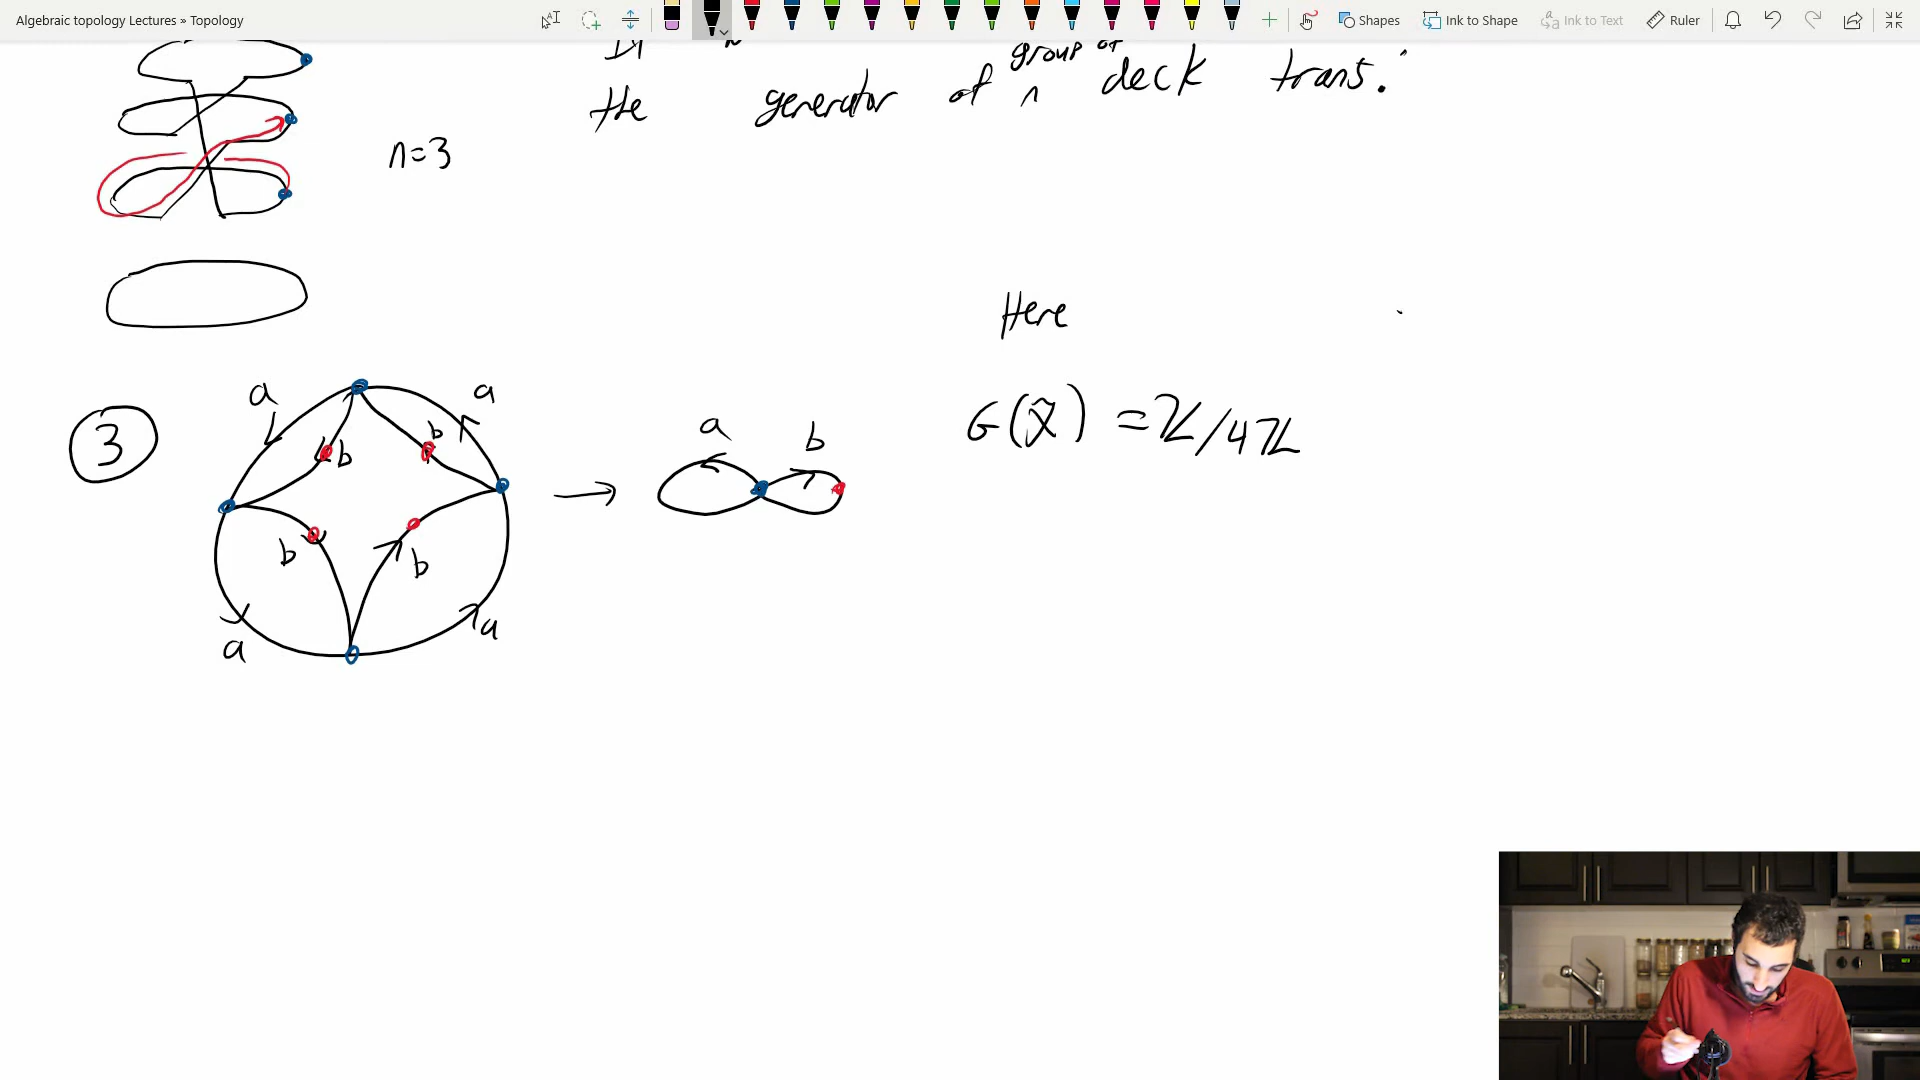 Algebraic topology Lectures » Topology
Shapes
Ink to Shape
Ink to Text
Ruler
group of
the generator of n deck trans.
n=3
Here
G(X̃) = ℤ/4ℤ
3
a
a
b
b
a
b
b
b
a
a